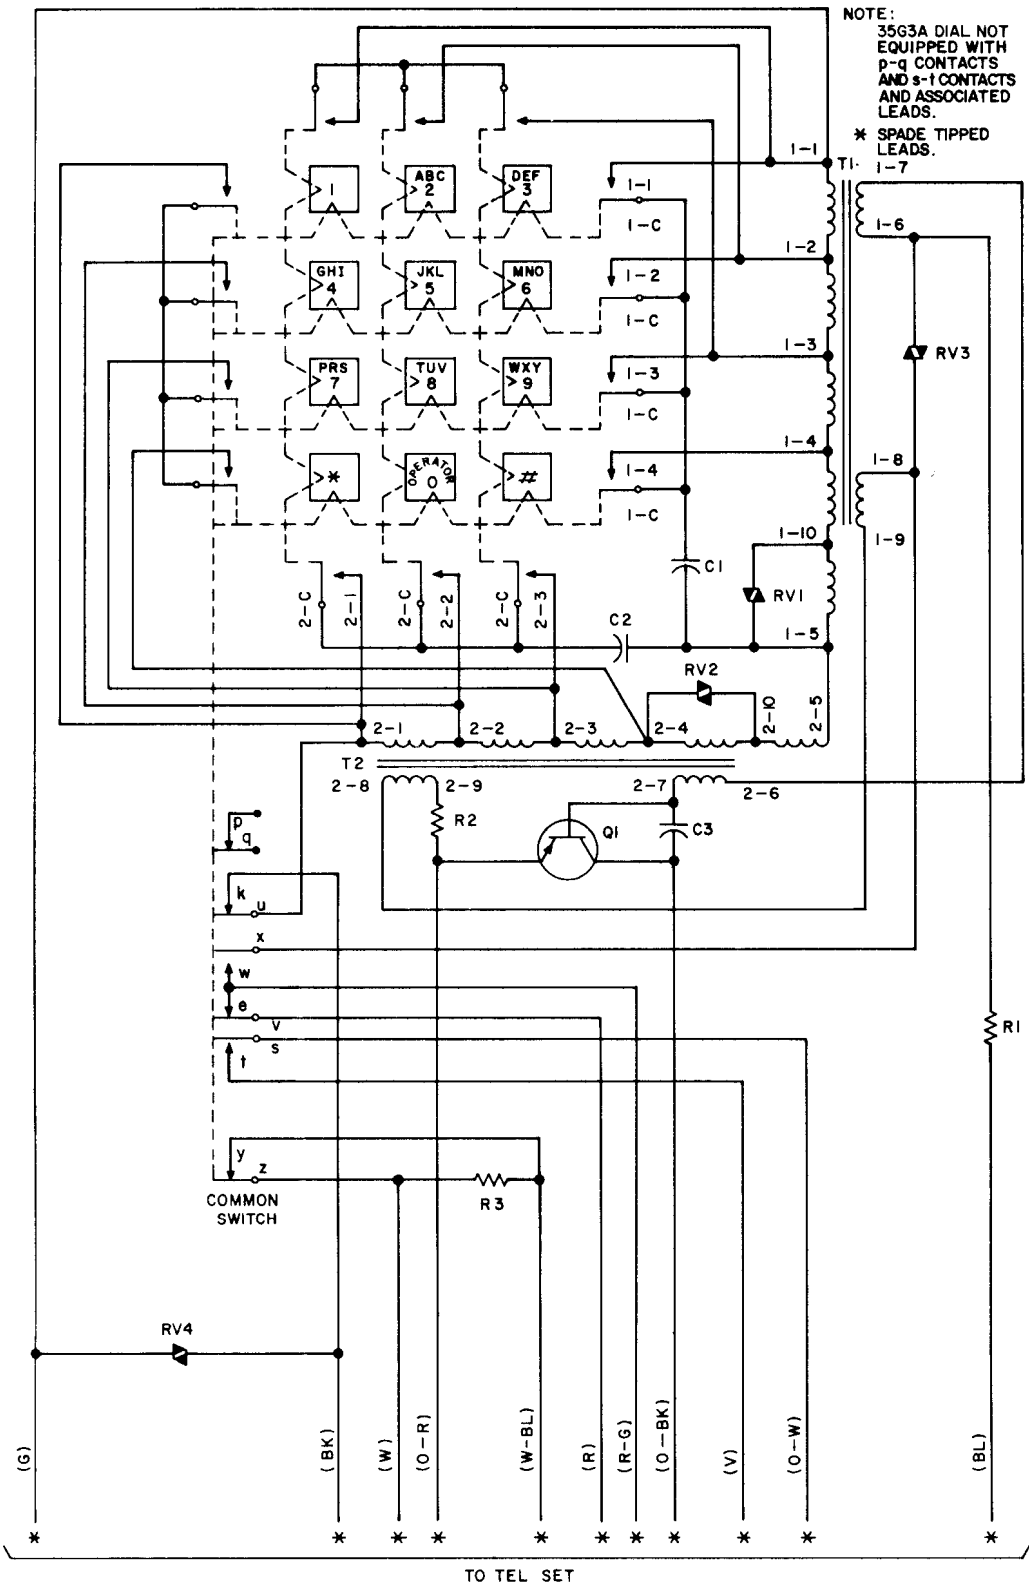 NOTE:
35G3A DIAL NOT
EQUIPPED WITH
p-q CONTACTS
AND s-t CONTACTS
AND ASSOCIATED
LEADS.
* SPADE TIPPED
LEADS.
1-1
T1
1-7
1
ABC
2
DEF
3
1-1
1-C
1-6
1-2
GHI
4
JKL
5
MNO
6
1-2
1-C
1-3
RV3
PRS
7
TUV
8
WXY
9
1-3
1-C
1-4
1-8
*
OPERATOR
0
#
1-4
1-C
1-10
1-9
C1
RV1
2-C
2-1
2-C
2-2
2-C
2-3
C2
1-5
RV2
2-1
2-2
2-3
2-4
2-10
2-5
T2
2-8
2-9
2-7
2-6
R2
Q1
C3
p
q
k
u
x
w
e
v
s
t
R1
y
z
R3
COMMON
SWITCH
RV4
(G)
(BK)
(W)
(O-R)
(W-BL)
(R)
(R-G)
(O-BK)
(V)
(O-W)
(BL)
* * * * * * * * * * *
TO TEL SET